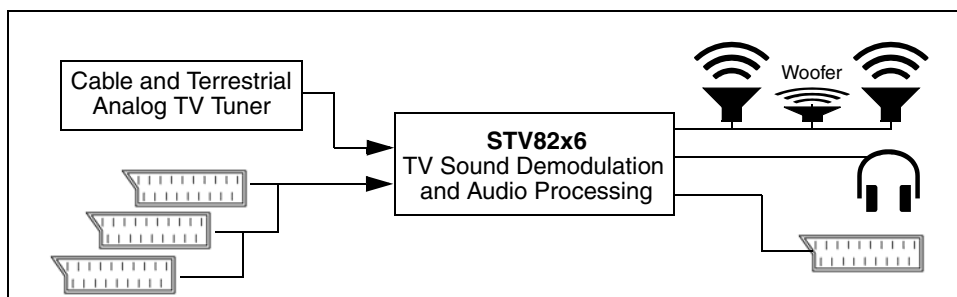 Cable and Terrestrial
Analog TV Tuner
STV82x6
TV Sound Demodulation
and Audio Processing
Woofer